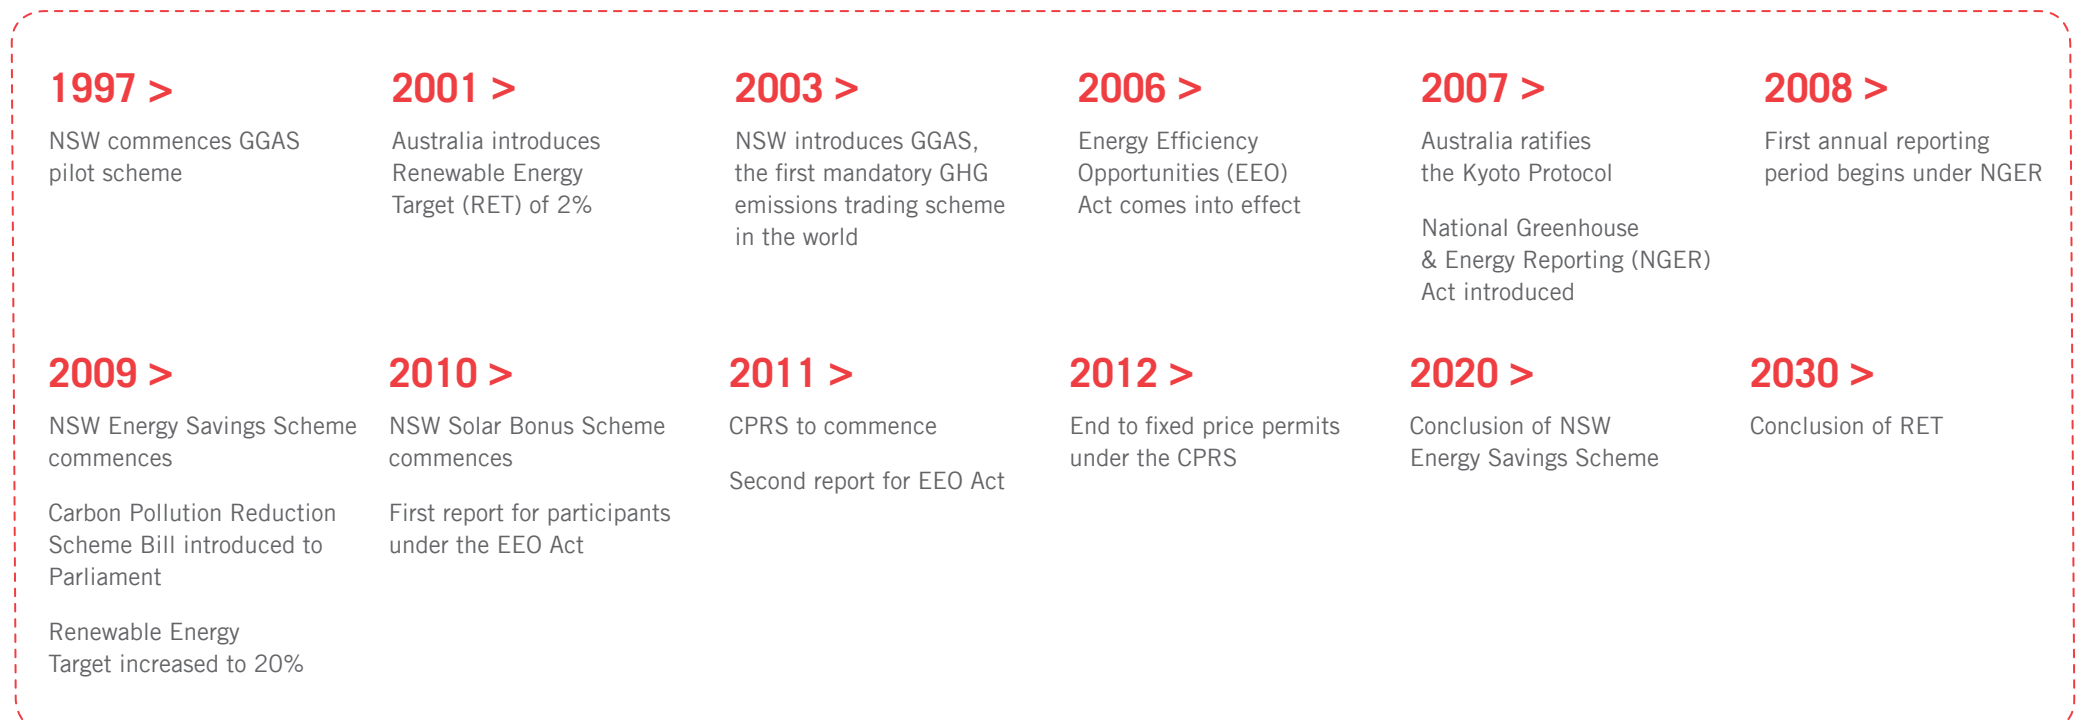 1997 >
NSW commences GGAS
pilot scheme
2001 >
Australia introduces
Renewable Energy
Target (RET) of 2%
2003 >
NSW introduces GGAS,
the first mandatory GHG
emissions trading scheme
in the world
2006 >
Energy Efficiency
Opportunities (EEO)
Act comes into effect
2007 >
Australia ratifies
the Kyoto Protocol
National Greenhouse
& Energy Reporting (NGER)
Act introduced
2008 >
First annual reporting
period begins under NGER
2009 >
NSW Energy Savings Scheme
commences
Carbon Pollution Reduction
Scheme Bill introduced to
Parliament
Renewable Energy
Target increased to 20%
2010 >
NSW Solar Bonus Scheme
commences
First report for participants
under the EEO Act
2011 >
CPRS to commence
Second report for EEO Act
2012 >
End to fixed price permits
under the CPRS
2020 >
Conclusion of NSW
Energy Savings Scheme
2030 >
Conclusion of RET